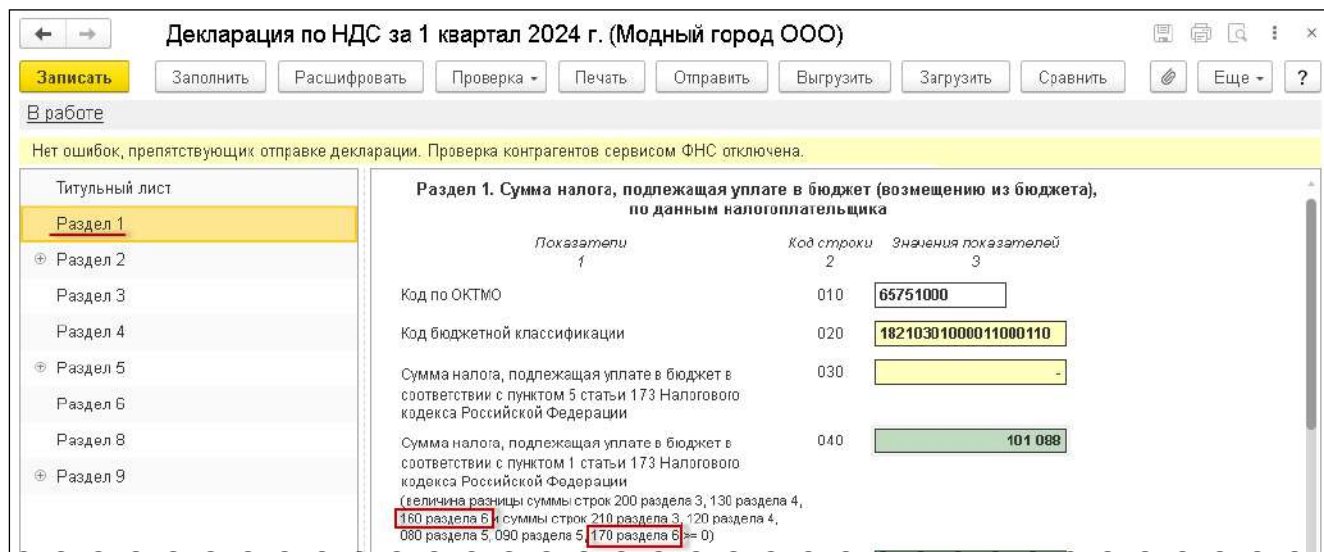 Декларация по НДС за 1 квартал 2024 г. (Модный город ООО)
Записать Заполнить Расшифровать Проверка Печать Отправить Выгрузить Загрузить Сравнить Еще ?
В работе
Нет ошибок, препятствующих отправке декларации. Проверка контрагентов сервисом ФНС отключена.
Титульный лист
Раздел 1
Раздел 2
Раздел 3
Раздел 4
Раздел 5
Раздел 6
Раздел 8
Раздел 9
Раздел 1. Сумма налога, подлежащая уплате в бюджет (возмещению из бюджета),
по данным налогоплательщика
Показатели Код строки Значения показателей
1 2 3
Код по ОКТМО 010 65751000
Код бюджетной классификации 020 18210301000011000110
Сумма налога, подлежащая уплате в бюджет в 030 -
соответствии с пунктом 5 статьи 173 Налогового
кодекса Российской Федерации
Сумма налога, подлежащая уплате в бюджет в 040 101 088
соответствии с пунктом 1 статьи 173 Налогового
кодекса Российской Федерации
(величина разницы суммы строк 200 раздела 3, 130 раздела 4,
160 раздела 6 и суммы строк 210 раздела 3, 120 раздела 4,
080 раздела 5, 090 раздела 5, 170 раздела 6 >= 0)